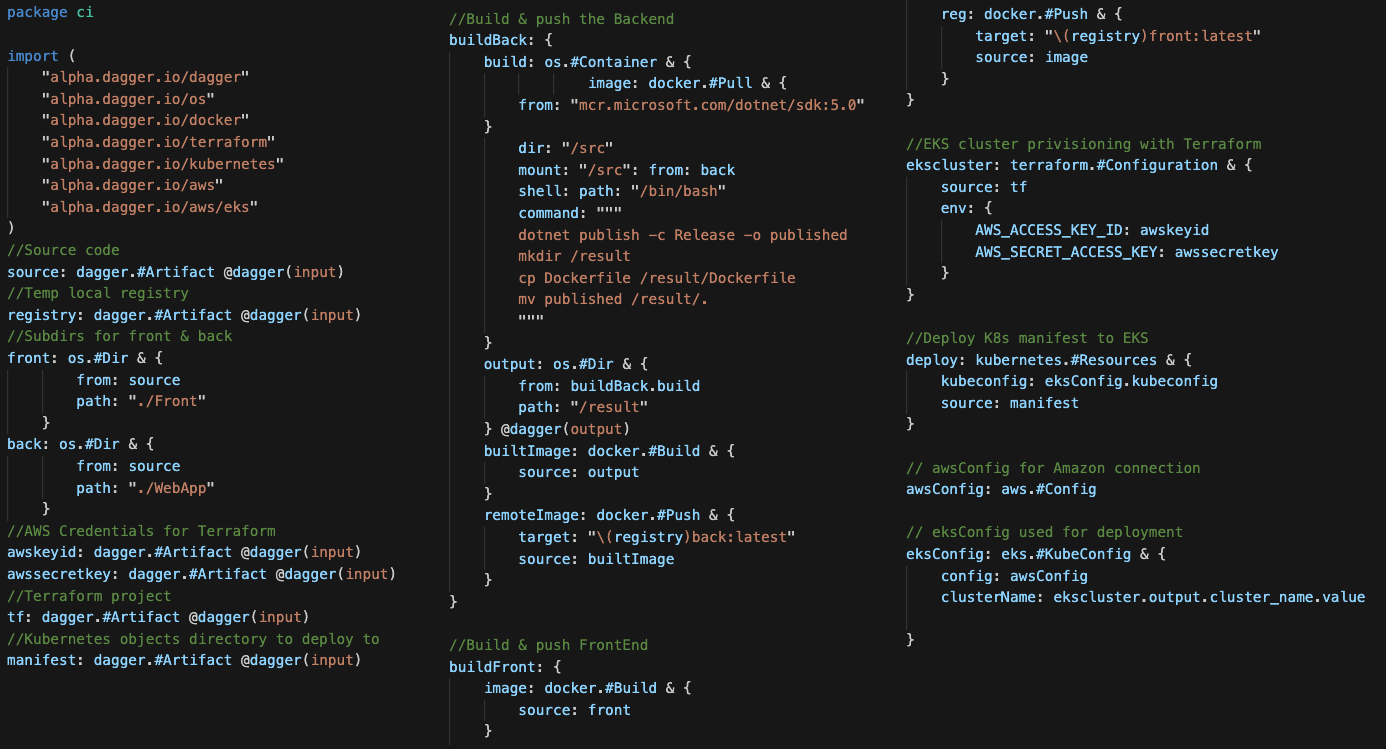 package ci
import (
"alpha.dagger.io/dagger"
"alpha.dagger.io/os"
"alpha.dagger.io/docker"
"alpha.dagger.io/terraform"
"alpha.dagger.io/kubernetes"
"alpha.dagger.io/aws"
"alpha.dagger.io/aws/eks"
)
//Source code
source: dagger.#Artifact @dagger(input)
//Temp local registry
registry: dagger.#Artifact @dagger(input)
//Subdirs for front & back
front: os.#Dir & {
from: source
path: "./Front"
}
back: os.#Dir & {
from: source
path: "./WebApp"
}
//AWS Credentials for Terraform
awskeyid: dagger.#Artifact @dagger(input)
awssecretkey: dagger.#Artifact @dagger(input)
//Terraform project
tf: dagger.#Artifact @dagger(input)
//Kubernetes objects directory to deploy to
manifest: dagger.#Artifact @dagger(input)
//Build & push the Backend
buildBack: {
build: os.#Container & {
image: docker.#Pull & {
from: "mcr.microsoft.com/dotnet/sdk:5.0"
}
dir: "/src"
mount: "/src": from: back
shell: path: "/bin/bash"
command: """
dotnet publish -c Release -o published
mkdir /result
cp Dockerfile /result/Dockerfile
mv published /result/.
"""
}
output: os.#Dir & {
from: buildBack.build
path: "/result"
} @dagger(output)
builtImage: docker.#Build & {
source: output
}
remoteImage: docker.#Push & {
target: "\(registry)back:latest"
source: builtImage
}
}
//Build & push FrontEnd
buildFront: {
image: docker.#Build & {
source: front
}
reg: docker.#Push & {
target: "\(registry)front:latest"
source: image
}
}
//EKS cluster privisioning with Terraform
ekscluster: terraform.#Configuration & {
source: tf
env: {
AWS_ACCESS_KEY_ID: awskeyid
AWS_SECRET_ACCESS_KEY: awssecretkey
}
}
//Deploy K8s manifest to EKS
deploy: kubernetes.#Resources & {
kubeconfig: eksConfig.kubeconfig
source: manifest
}
// awsConfig for Amazon connection
awsConfig: aws.#Config
// eksConfig used for deployment
eksConfig: eks.#KubeConfig & {
config: awsConfig
clusterName: ekscluster.output.cluster_name.value
}